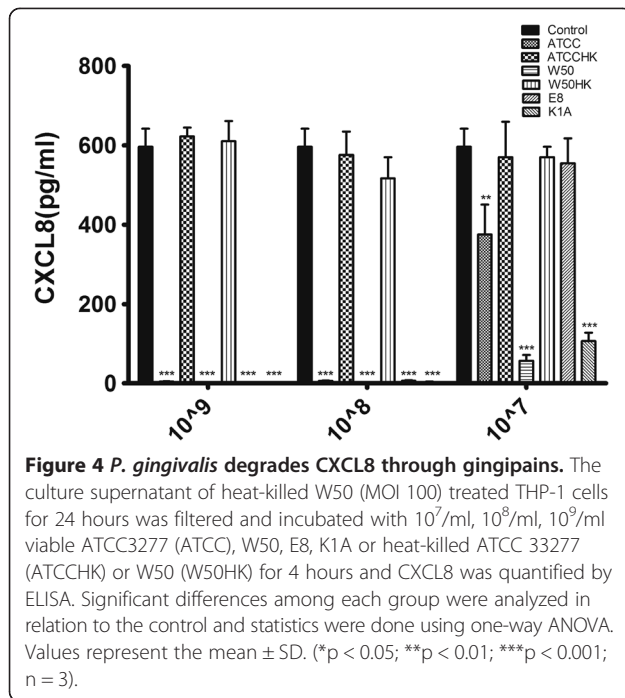 Control
ATCC
ATCCHK
W50
W50HK
E8
K1A
800
600
400
200
0
CXCL8(pg/ml)
*** *** *** ***
*** *** *** ***
** *** ***
10^9
10^8
10^7
Figure 4 P. gingivalis degrades CXCL8 through gingipains. The
culture supernatant of heat-killed W50 (MOI 100) treated THP-1 cells
for 24 hours was filtered and incubated with 10⁷/ml, 10⁸/ml, 10⁹/ml
viable ATCC3277 (ATCC), W50, E8, K1A or heat-killed ATCC 33277
(ATCCHK) or W50 (W50HK) for 4 hours and CXCL8 was quantified by
ELISA. Significant differences among each group were analyzed in
relation to the control and statistics were done using one-way ANOVA.
Values represent the mean ± SD. (*p < 0.05; **p < 0.01; ***p < 0.001;
n = 3).